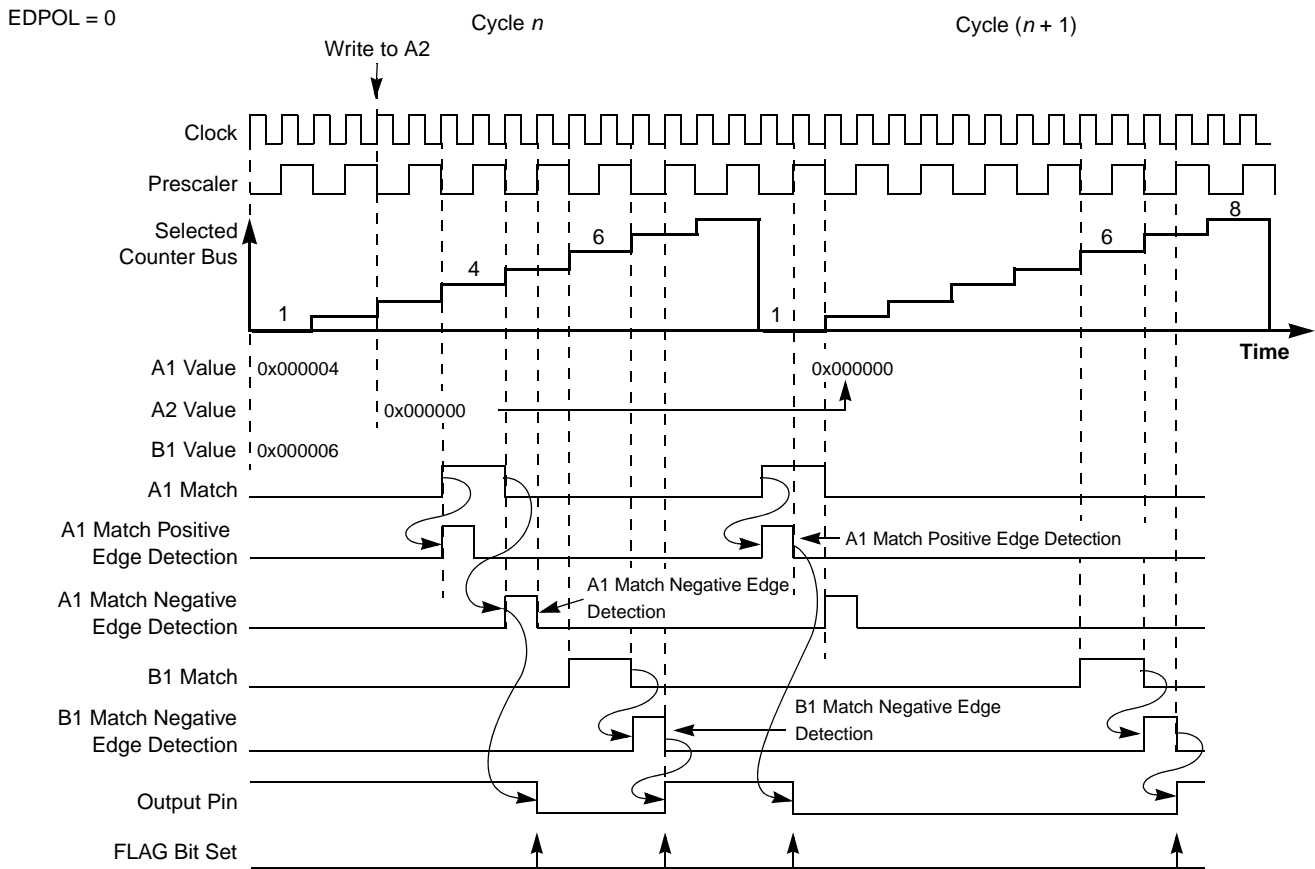 EDPOL = 0
Cycle n
Cycle (n + 1)
Write to A2
Clock
Prescaler
Selected
Counter Bus
1
4
6
1
6
8
Time
A1 Value
0x000004
0x000000
A2 Value
0x000000
B1 Value
0x000006
A1 Match
A1 Match Positive
Edge Detection
A1 Match Positive Edge Detection
A1 Match Negative
Edge Detection
A1 Match Negative Edge
Detection
B1 Match
B1 Match Negative
Edge Detection
B1 Match Negative Edge
Detection
Output Pin
FLAG Bit Set